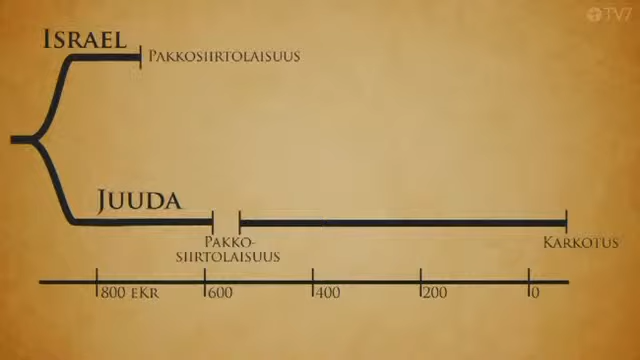 TV7
ISRAEL
PAKKOSIIRTOLAISUUS
JUUDA
PAKKO-
SIIRTOLAISUUS
KARKOTUS
800 EKR 600 400 200 0